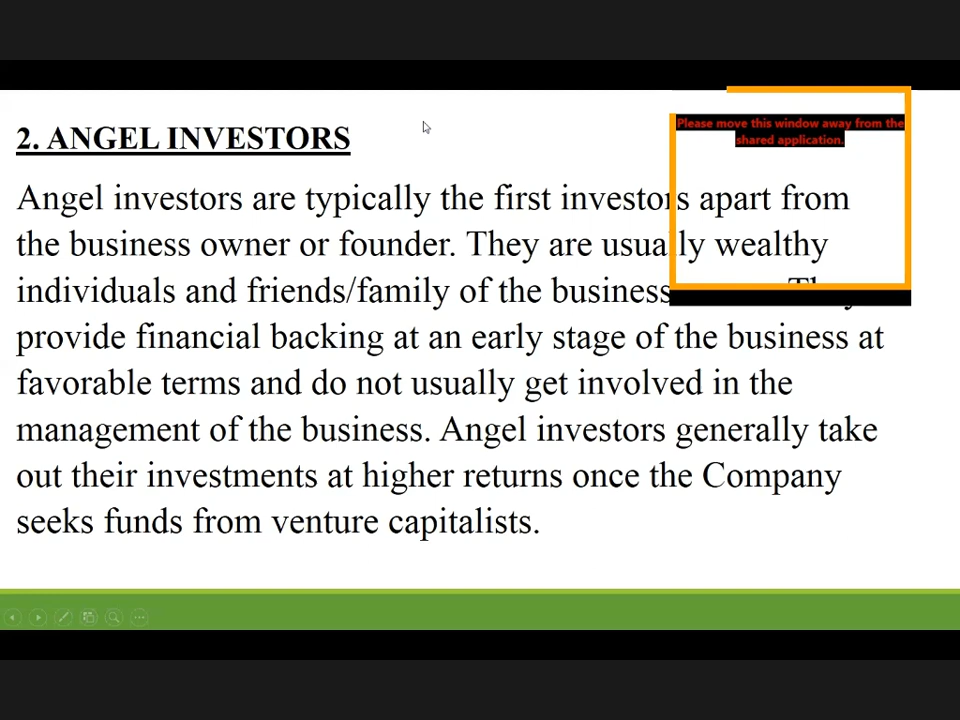 2. ANGEL INVESTORS
Please move this window away from the
shared application.
Angel investors are typically the first investors apart from
the business owner or founder. They are usually wealthy
individuals and friends/family of the business They
provide financial backing at an early stage of the business at
favorable terms and do not usually get involved in the
management of the business. Angel investors generally take
out their investments at higher returns once the Company
seeks funds from venture capitalists.